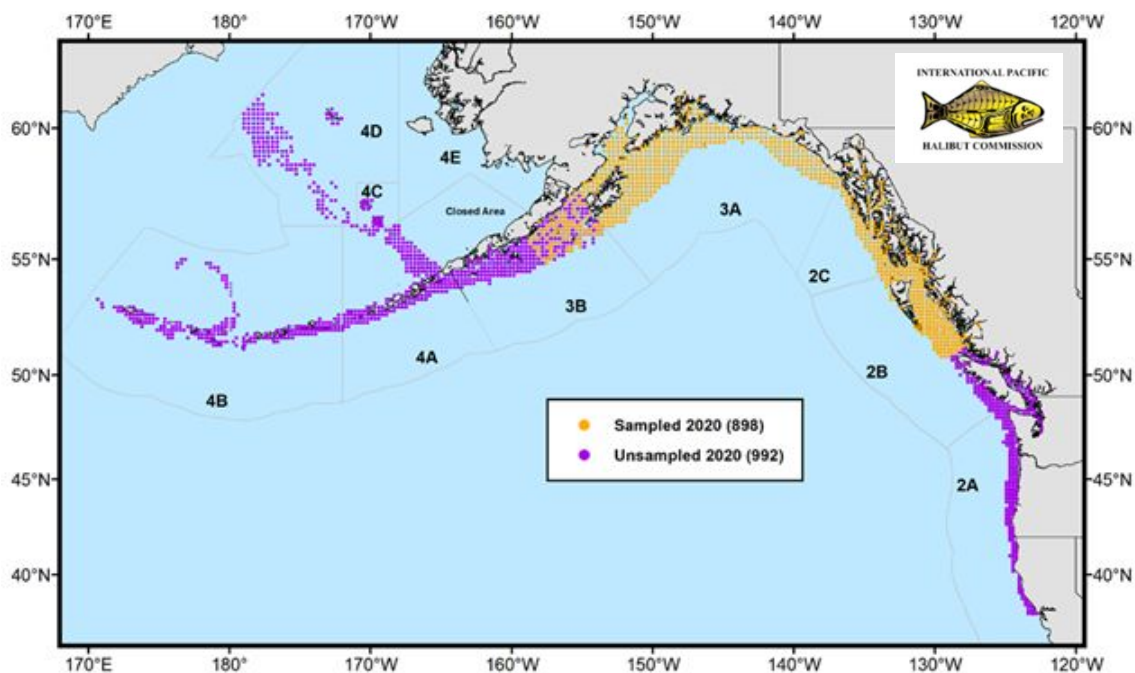 170°E 180° 170°W 160°W 150°W 140°W 130°W 120°W
INTERNATIONAL PACIFIC
HALIBUT COMMISSION
60°N 60°N
4D
4E
4C
Closed Area
3A
55°N 55°N
2C
3B
4A
2B
50°N 50°N
4B
Sampled 2020 (898)
Unsampled 2020 (992)
45°N 45°N
2A
40°N 40°N
170°E 180° 170°W 160°W 150°W 140°W 130°W 120°W